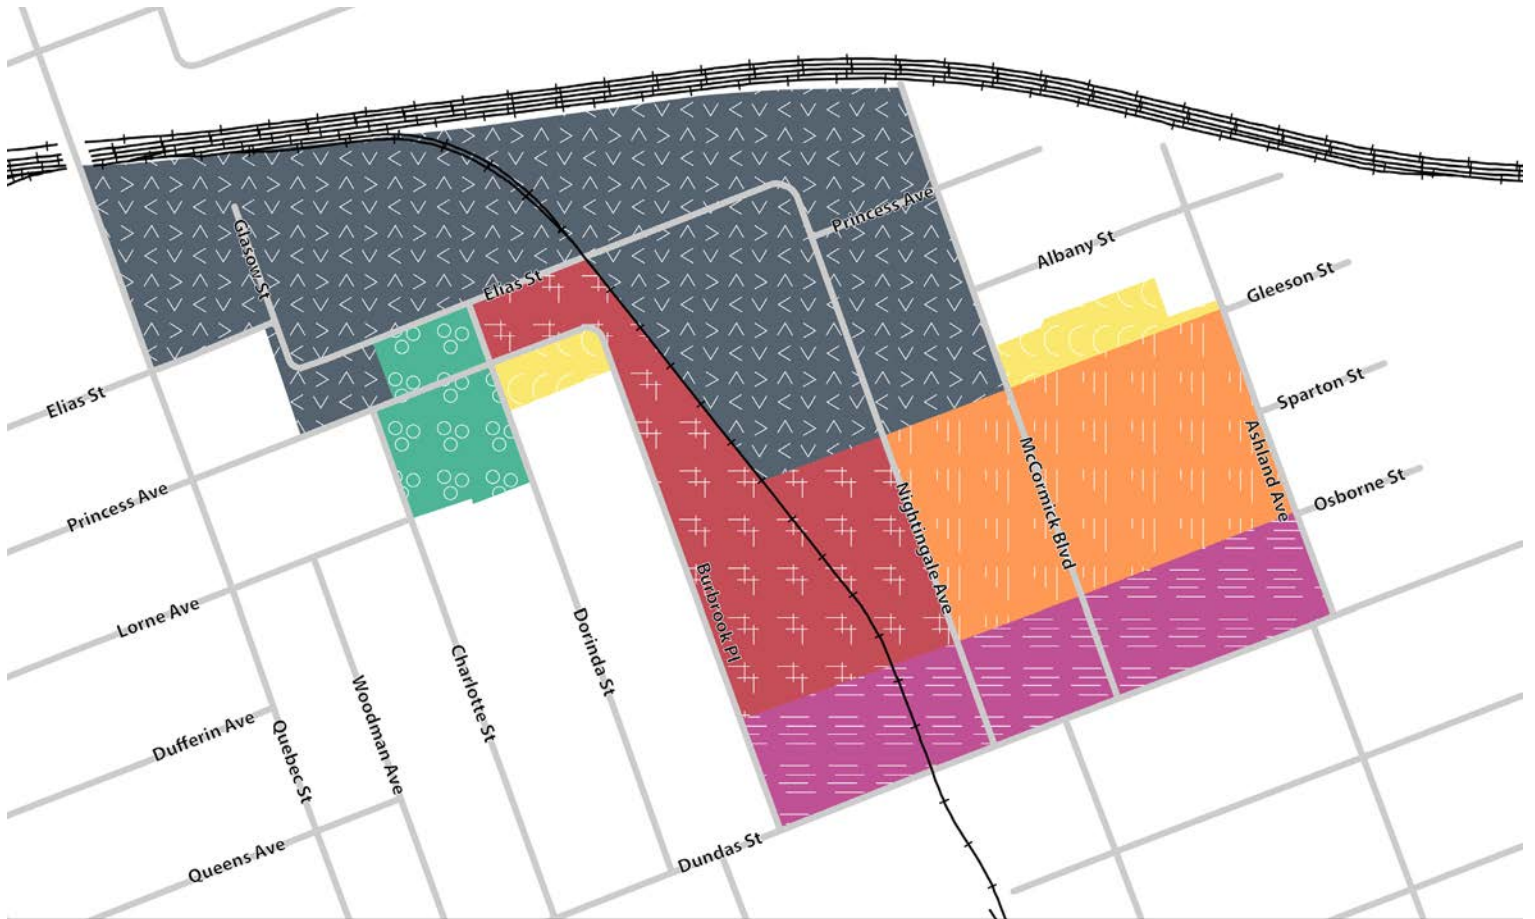 Glasow St
Princess Ave
Albany St
Elias St
Gleeson St
Elias St
Sparton St
Ashland Ave
McCormick Blvd
Osborne St
Princess Ave
Nightingale Ave
Burbrook Pl
Lorne Ave
Dorinda St
Charlotte St
Woodman Ave
Dufferin Ave
Quebec St
Dundas St
Queens Ave